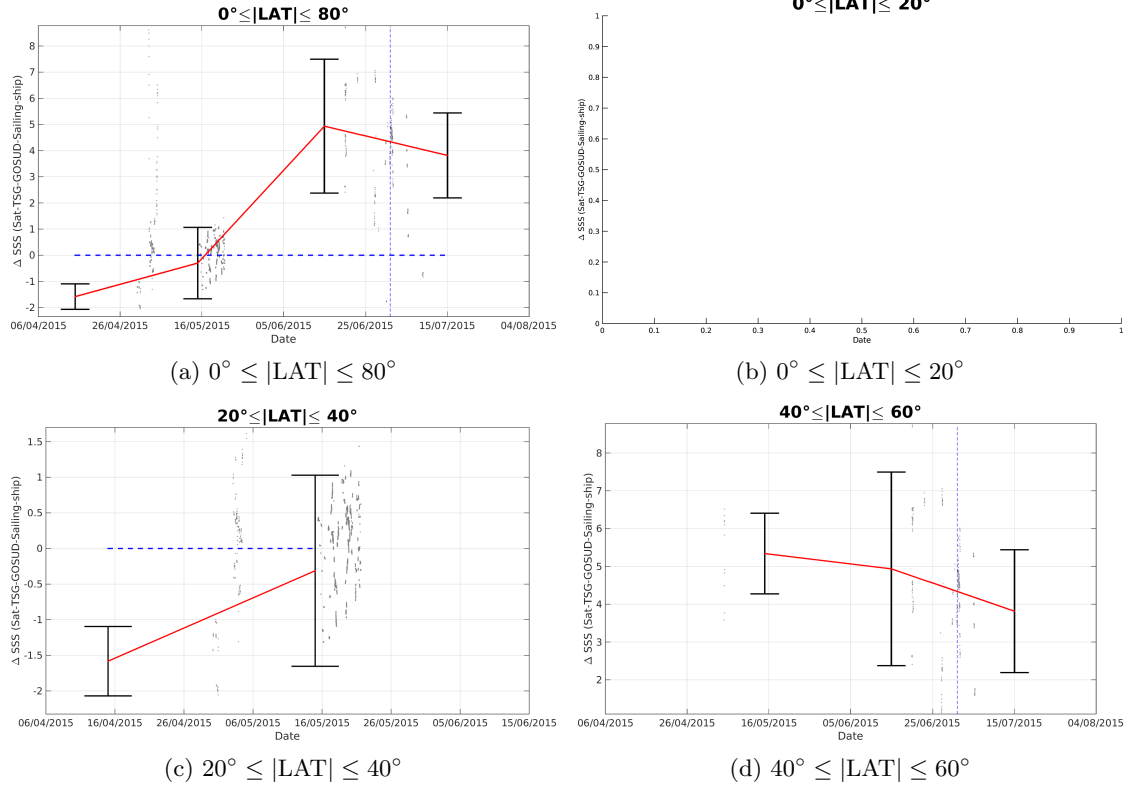 0°≤|LAT|≤ 80°
Δ SSS (Sat-TSG-GOSUD-Sailing-ship)
8
7
6
5
4
3
2
1
0
-1
-2
06/04/2015 26/04/2015 16/05/2015 05/06/2015 25/06/2015 15/07/2015 04/08/2015
Date
(a) 0° ≤ |LAT| ≤ 80°
0°≤|LAT|≤ 20°
Δ SSS (Sat-TSG-GOSUD-Sailing-ship)
1
0.9
0.8
0.7
0.6
0.5
0.4
0.3
0.2
0.1
0
0 0.1 0.2 0.3 0.4 0.5 0.6 0.7 0.8 0.9 1
Date
(b) 0° ≤ |LAT| ≤ 20°
20°≤|LAT|≤ 40°
Δ SSS (Sat-TSG-GOSUD-Sailing-ship)
1.5
1
0.5
0
-0.5
-1
-1.5
-2
06/04/2015 16/04/2015 26/04/2015 06/05/2015 16/05/2015 26/05/2015 05/06/2015 15/06/2015
Date
(c) 20° ≤ |LAT| ≤ 40°
40°≤|LAT|≤ 60°
Δ SSS (Sat-TSG-GOSUD-Sailing-ship)
8
7
6
5
4
3
2
06/04/2015 26/04/2015 16/05/2015 05/06/2015 25/06/2015 15/07/2015 04/08/2015
Date
(d) 40° ≤ |LAT| ≤ 60°